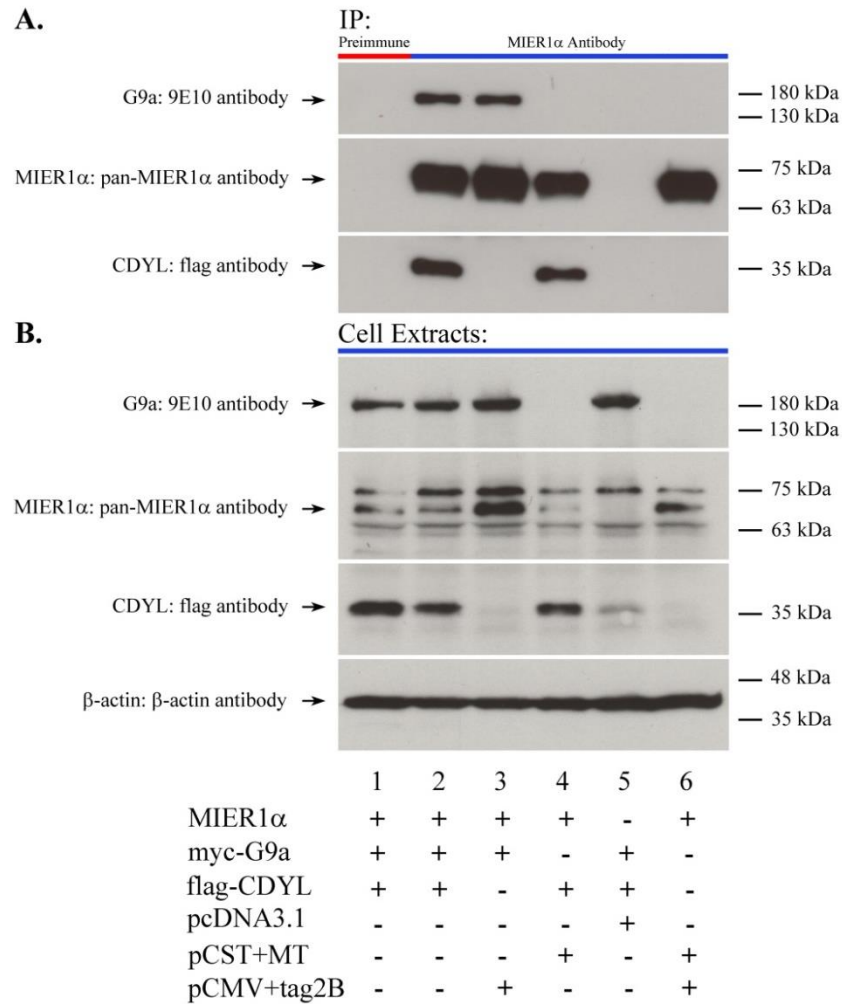 A.
IP:
Preimmune MIER1α Antibody
G9a: 9E10 antibody
180 kDa
130 kDa
MIER1α: pan-MIER1α antibody
75 kDa
63 kDa
CDYL: flag antibody
35 kDa
B.
Cell Extracts:
G9a: 9E10 antibody
180 kDa
130 kDa
MIER1α: pan-MIER1α antibody
75 kDa
63 kDa
CDYL: flag antibody
35 kDa
β-actin: β-actin antibody
48 kDa
35 kDa
1 2 3 4 5 6
MIER1α + + + + - +
myc-G9a + + + - + -
flag-CDYL + + - + + -
pcDNA3.1 - - - - + -
pCST+MT - - - + - +
pCMV+tag2B - - + - - +